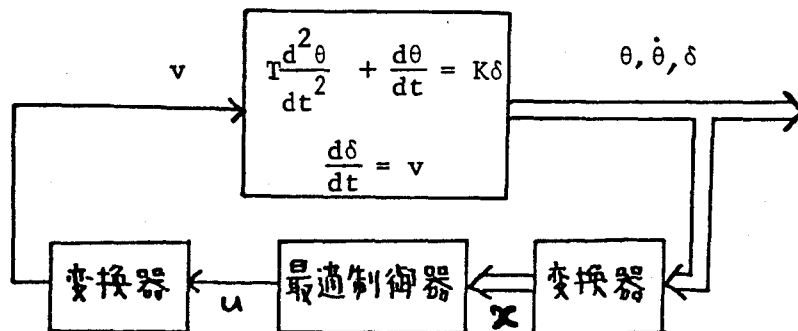 v
T d²θ/dt² + dθ/dt = Kδ
dδ/dt = v
θ, θ̇, δ
変換器
u
最適制御器
x
変換器